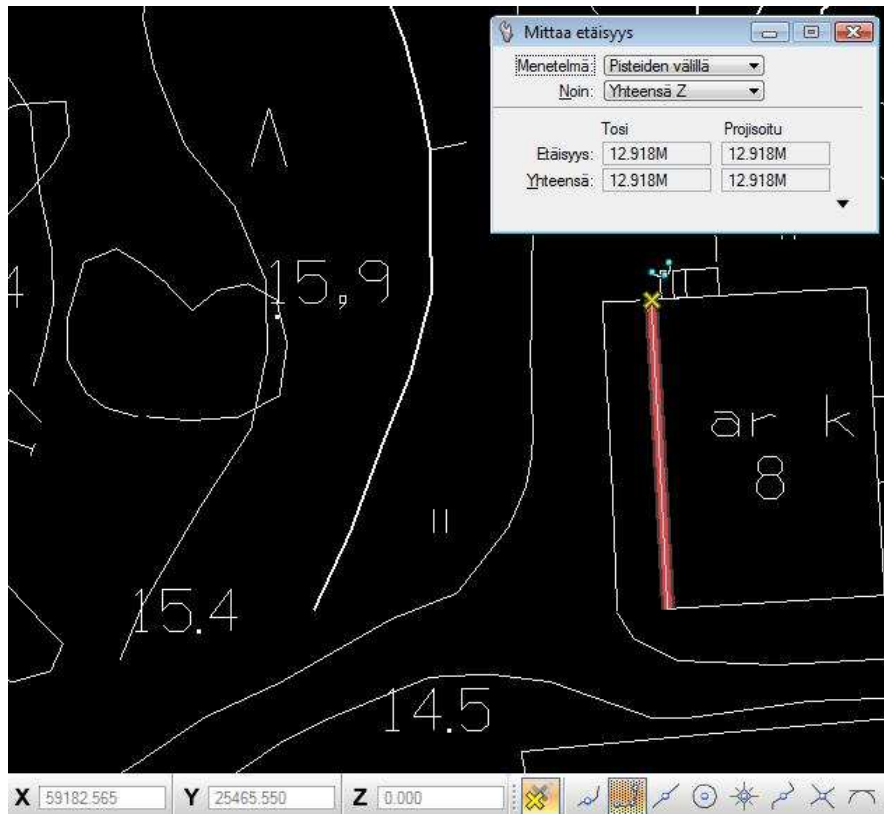 Mittaa etäisyys
Menetelmä: Pisteiden välillä
Noin: Yhteensä Z
Tosi Projisoitu
Etäisyys: 12.918M 12.918M
Yhteensä: 12.918M 12.918M
15,9
4
ar k
8
15.4
14.5
X 59182.565 Y 25465.550 Z 0.000